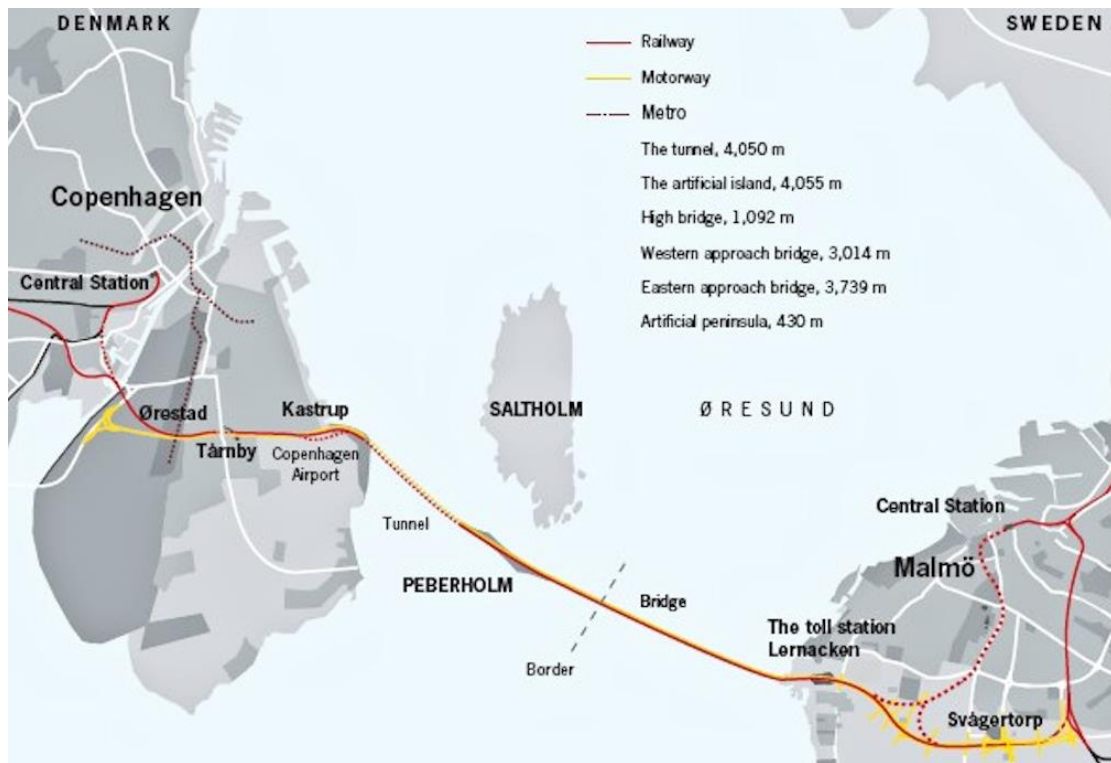 DENMARK
SWEDEN
Railway
Motorway
Metro
The tunnel, 4,050 m
The artificial island, 4,055 m
High bridge, 1,092 m
Western approach bridge, 3,014 m
Eastern approach bridge, 3,739 m
Artificial peninsula, 430 m
Copenhagen
Central Station
Ørestad
Kastrup
Tårnby
Copenhagen
Airport
SALTHOLM
ØRESUND
Tunnel
PEBERHOLM
Bridge
Border
Central Station
Malmö
The toll station
Lernacken
Svågertorp